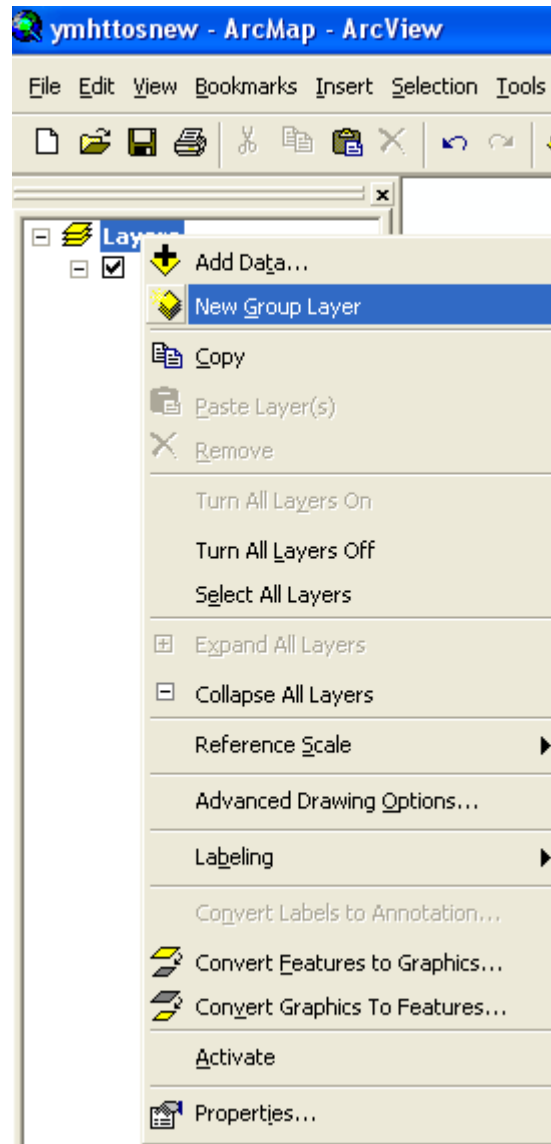 ymhttosnew - ArcMap - ArcView
File Edit View Bookmarks Insert Selection Tools
Layers
Add Data...
New Group Layer
Copy
Paste Layer(s)
Remove
Turn All Layers On
Turn All Layers Off
Select All Layers
Expand All Layers
Collapse All Layers
Reference Scale
Advanced Drawing Options...
Labeling
Convert Labels to Annotation...
Convert Features to Graphics...
Convert Graphics To Features...
Activate
Properties...